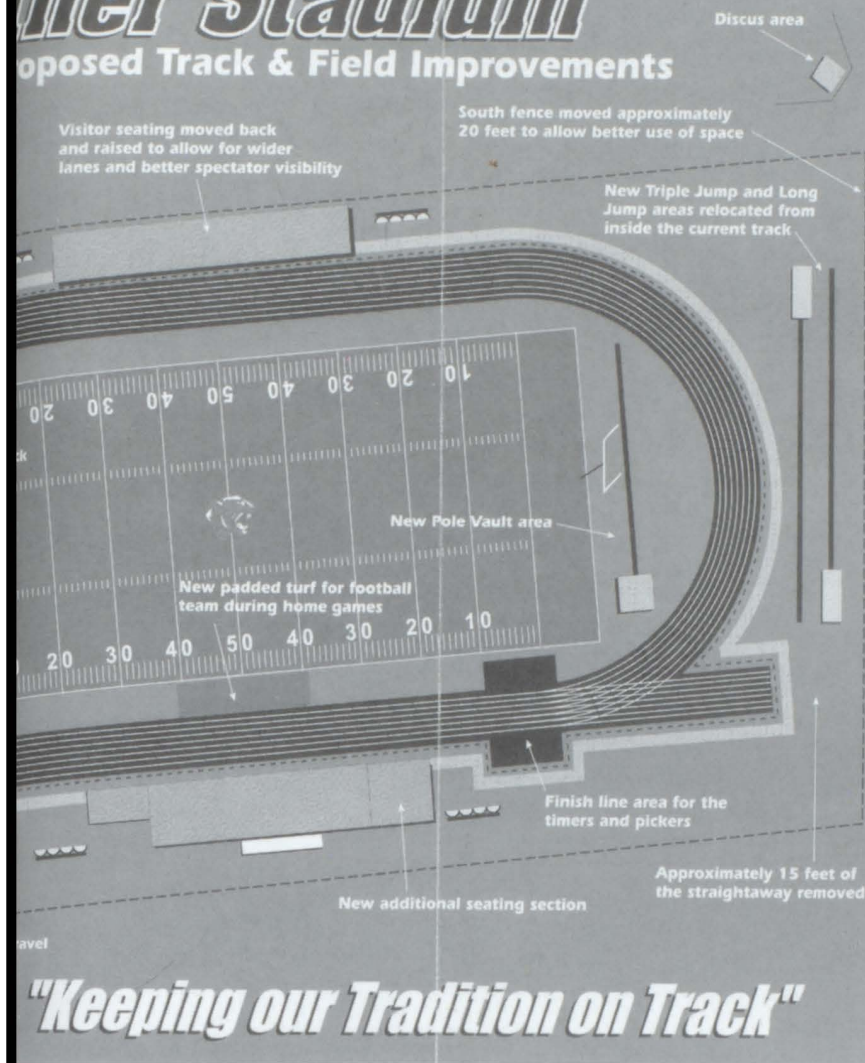 Stadium
Proposed Track & Field Improvements
Discus area
South fence moved approximately
20 feet to allow better use of space
Visitor seating moved back
and raised to allow for wider
lanes and better spectator visibility
New Triple Jump and Long
Jump areas relocated from
inside the current track
20 30 40 50 40 30 20 10
New Pole Vault area
New padded turf for football
team during home games
20 30 40 50 40 30 20 10
Finish line area for the
timers and pickers
Approximately 15 feet of
the straightaway removed
New additional seating section
"Keeping our Tradition on Track"